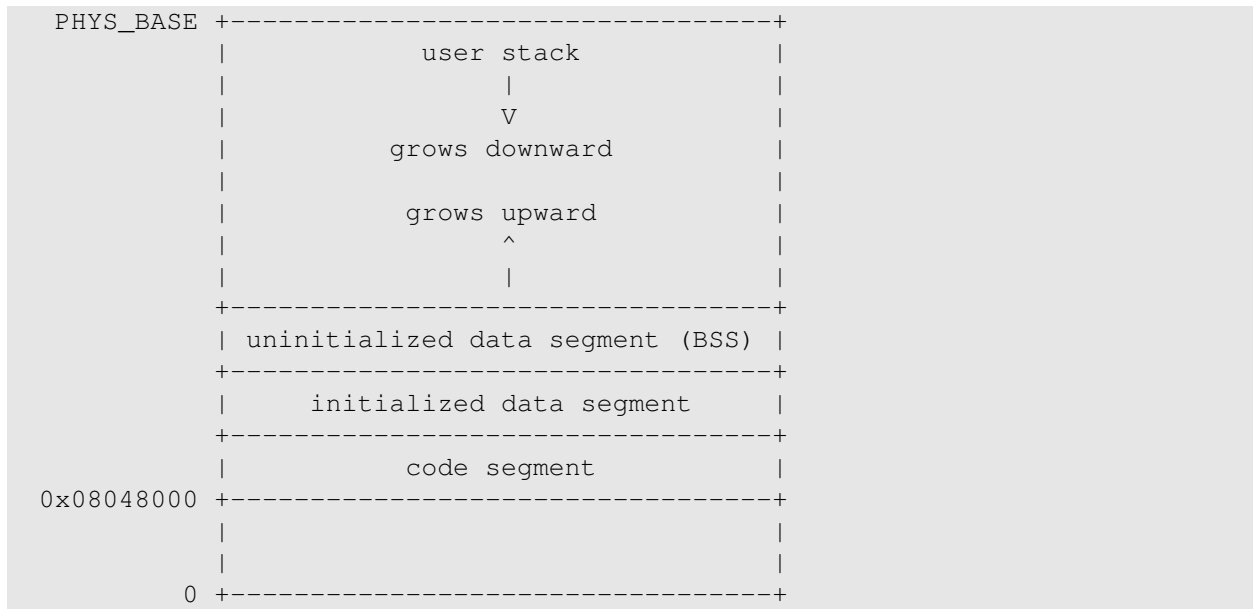 PHYS_BASE +----------------------------------+
          |            user stack            |
          |                 |                |
          |                 V                |
          |          grows downward          |
          |                                  |
          |           grows upward           |
          |                 ^                |
          |                 |                |
          +----------------------------------+
          | uninitialized data segment (BSS) |
          +----------------------------------+
          |     initialized data segment     |
          +----------------------------------+
          |           code segment           |
0x08048000 +----------------------------------+
          |                                  |
          |                                  |
        0 +----------------------------------+